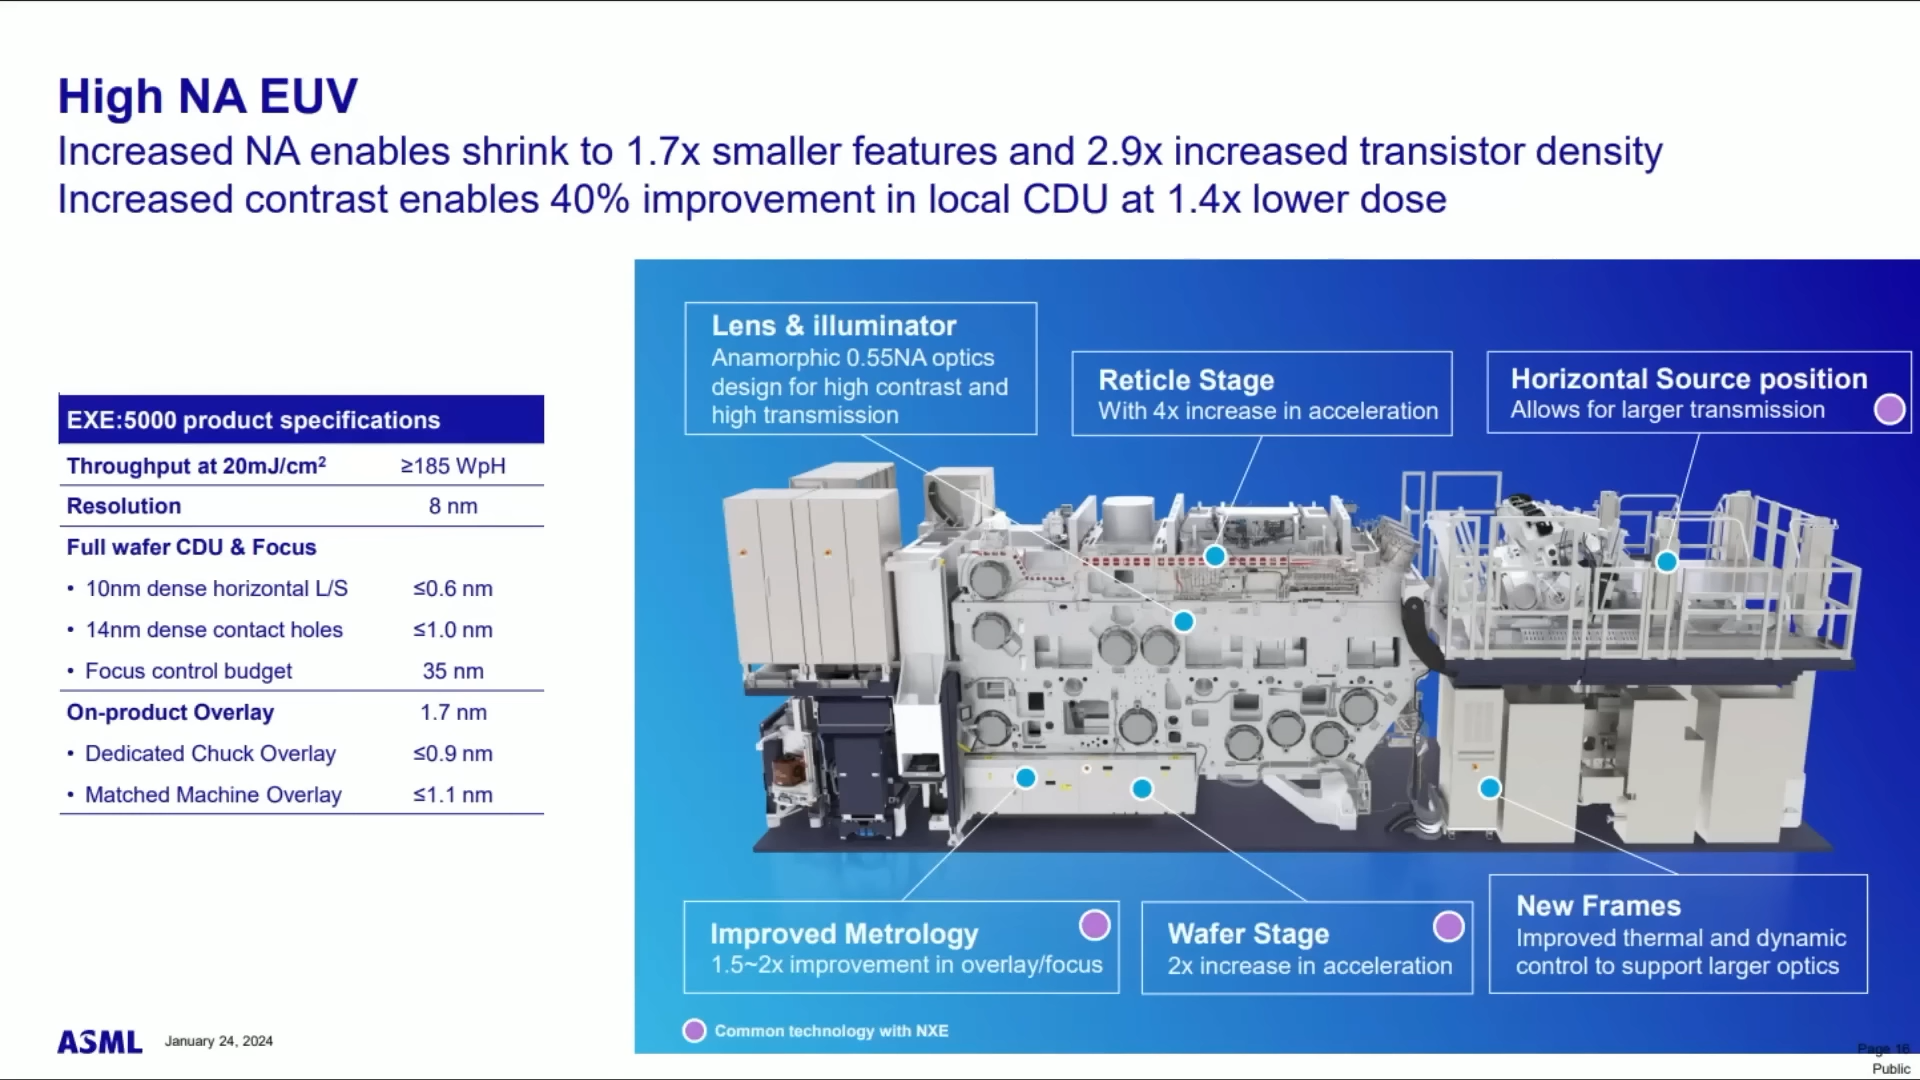 High NA EUV
Increased NA enables shrink to 1.7x smaller features and 2.9x increased transistor density
Increased contrast enables 40% improvement in local CDU at 1.4x lower dose
EXE:5000 product specifications
Throughput at 20mJ/cm² ≥185 WpH
Resolution 8 nm
Full wafer CDU & Focus
• 10nm dense horizontal L/S ≤0.6 nm
• 14nm dense contact holes ≤1.0 nm
• Focus control budget 35 nm
On-product Overlay 1.7 nm
• Dedicated Chuck Overlay ≤0.9 nm
• Matched Machine Overlay ≤1.1 nm
Lens & illuminator
Anamorphic 0.55NA optics
design for high contrast and
high transmission
Reticle Stage
With 4x increase in acceleration
Horizontal Source position
Allows for larger transmission
Improved Metrology
1.5~2x improvement in overlay/focus
Wafer Stage
2x increase in acceleration
New Frames
Improved thermal and dynamic
control to support larger optics
Common technology with NXE
ASML January 24, 2024
Page 16
Public